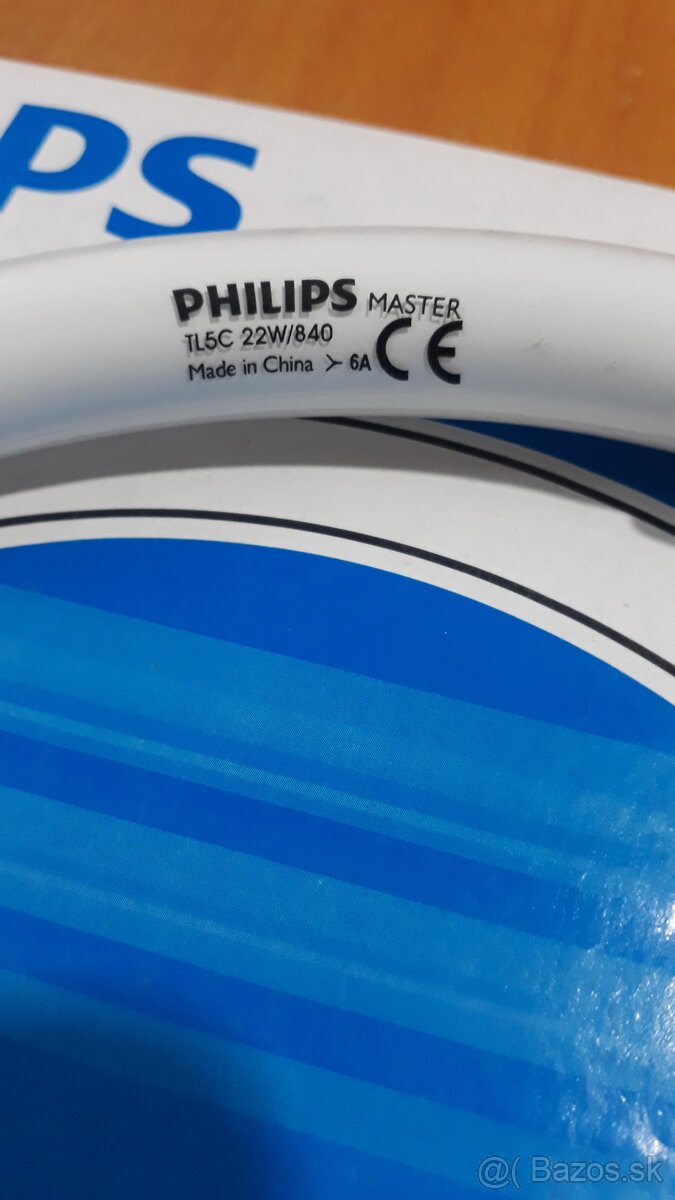 PS
PHILIPS MASTER
TL5C 22W/840
Made in China 6A CE
@( Bazos.sk